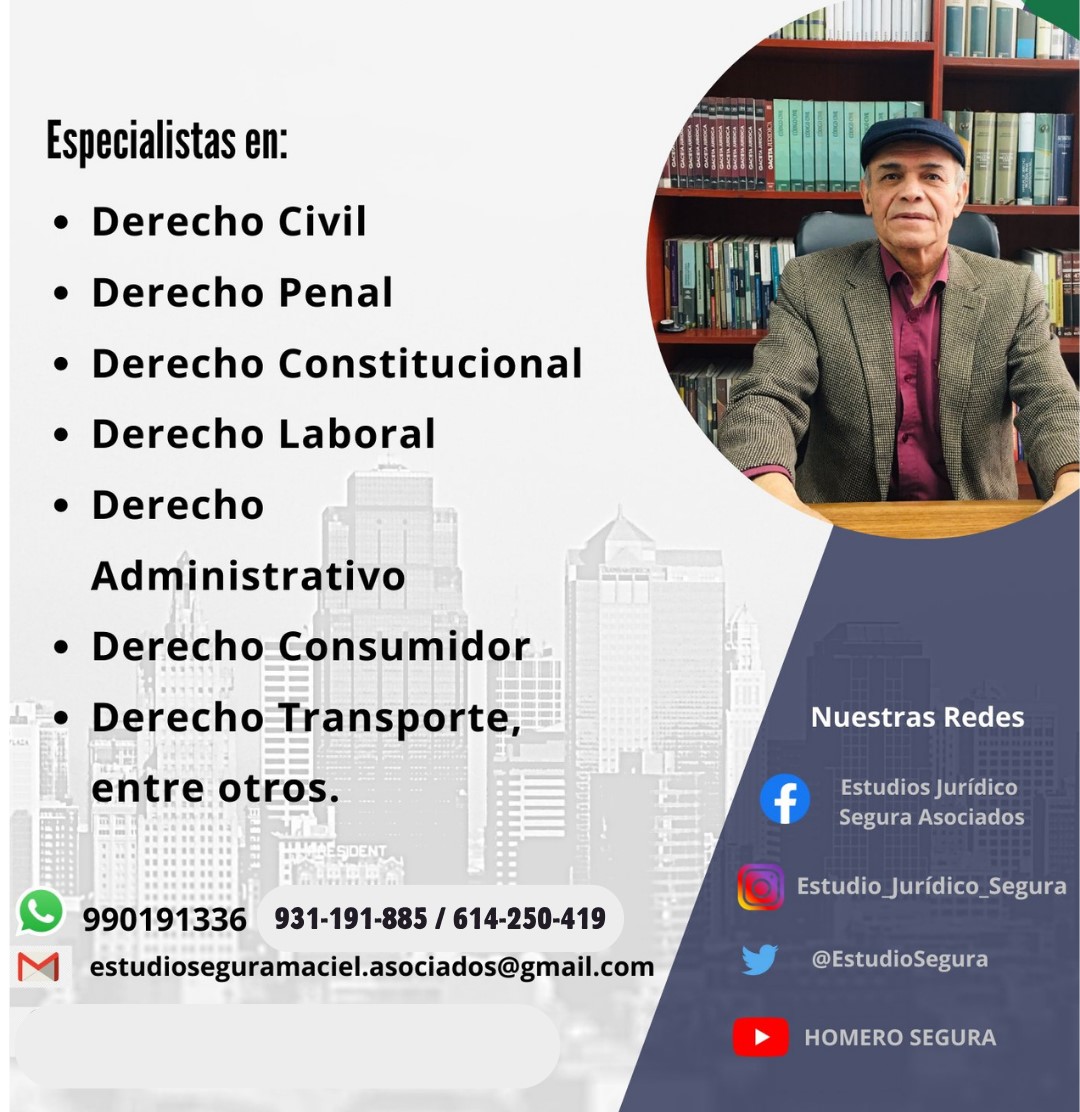 Especialistas en:
• Derecho Civil
• Derecho Penal
• Derecho Constitucional
• Derecho Laboral
• Derecho
Administrativo
• Derecho Consumidor
• Derecho Transporte,
entre otros.
990191336 931-191-885 / 614-250-419
estudioseguramaciel.asociados@gmail.com
Nuestras Redes
Estudios Jurídico
Segura Asociados
Estudio_Jurídico_Segura
@EstudioSegura
HOMERO SEGURA
GACETA JURIDICA